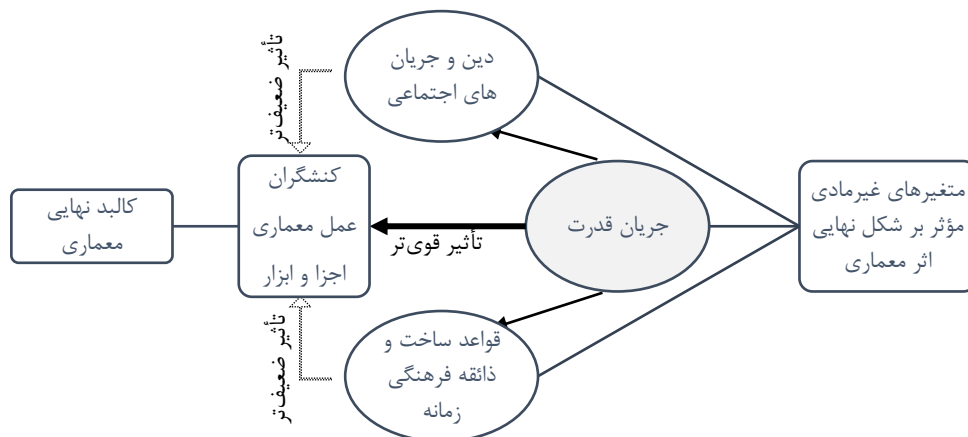 متغیرهای غیرمادی
مؤثر بر شکل نهایی
اثر معماری
دین و جریان
های اجتماعی
جریان قدرت
قواعد ساخت و
ذائقه فرهنگی
زمانه
تأثیر ضعیف‌تر
تأثیر قوی‌تر
تأثیر ضعیف‌تر
کنشگران
عمل معماری
اجزا و ابزار
کالبد نهایی
معماری